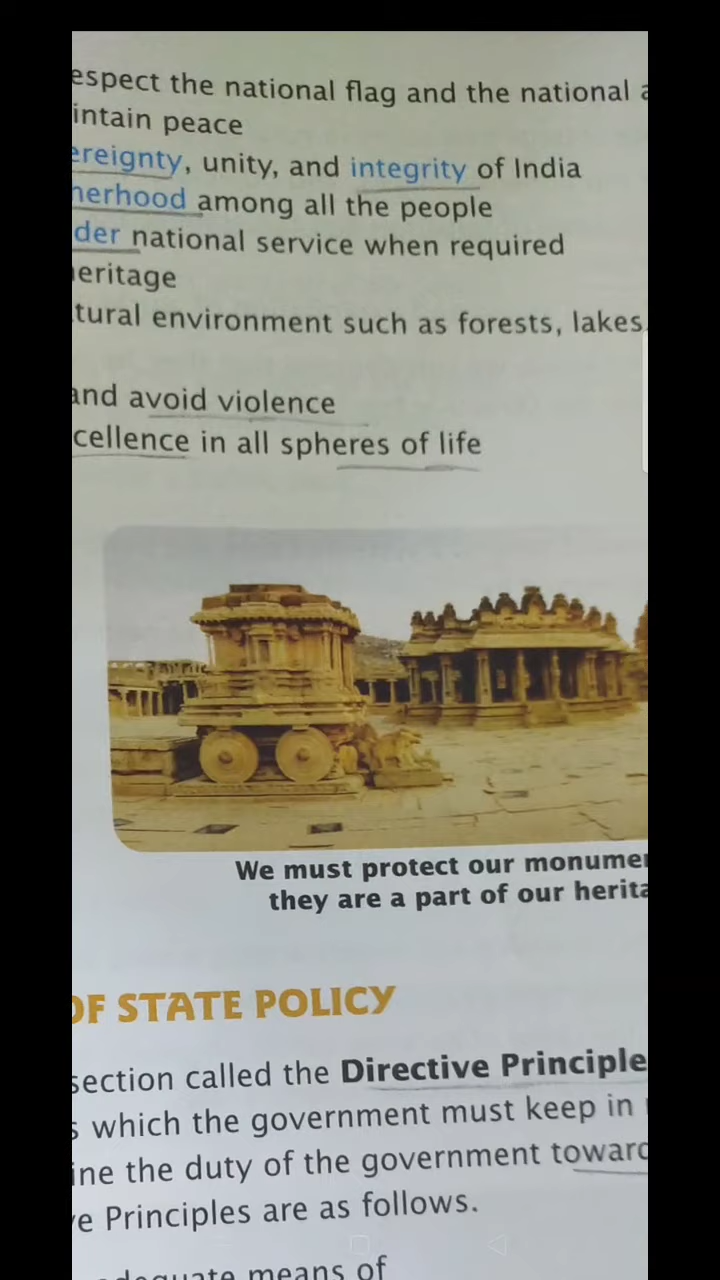 espect the national flag and the national a
intain peace
ereignty, unity, and integrity of India
herhood among all the people
der national service when required
eritage
tural environment such as forests, lakes,
and avoid violence
cellence in all spheres of life
We must protect our monume
they are a part of our herita
OF STATE POLICY
section called the Directive Principle
s which the government must keep in
ine the duty of the government toward
e Principles are as follows.
adequate means of